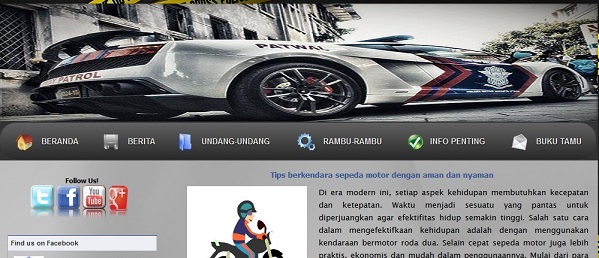 PATWAL
PATROL
BERANDA
BERITA
UNDANG-UNDANG
RAMBU-RAMBU
INFO PENTING
BUKU TAMU
Follow Us!
You
Tube
Find us on Facebook
Tips berkendara sepeda motor dengan aman dan nyaman
Di era modern ini, setiap aspek kehidupan membutuhkan kecepatan
dan ketepatan. Waktu menjadi sesuatu yang pantas untuk
diperjuangkan agar efektifitas hidup semakin tinggi. Salah satu cara
dalam mengefektifkaan kehidupan adalah dengan menggunakan
kendaraan bermotor roda dua. Selain cepat sepeda motor juga lebih
praktis, ekonomis dan mudah dalam penggunaannya. Mulai dari para